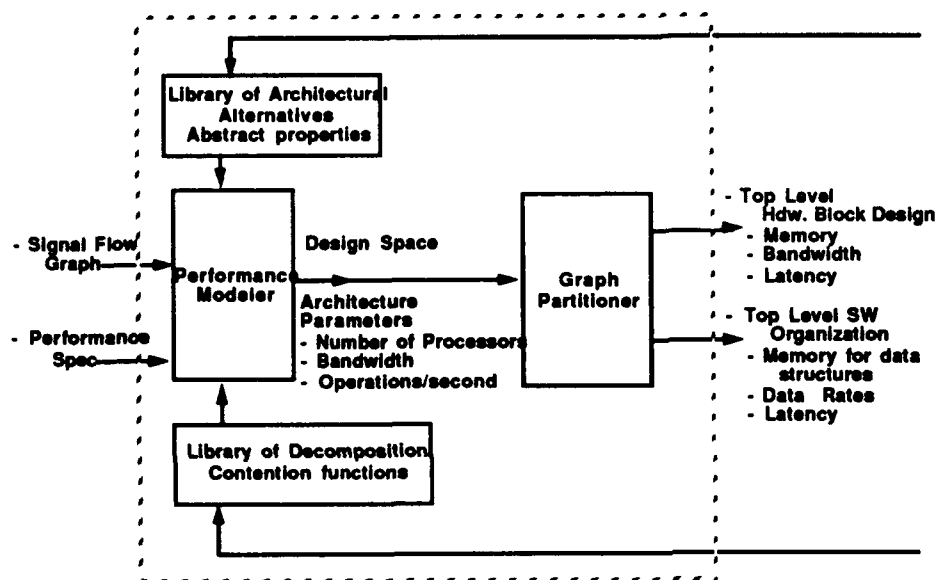 Library of Architectural
Alternatives
Abstract properties
- Signal Flow
Graph
- Performance
Spec
Performance
Modeler
Design Space
Architecture
Parameters
- Number of Processors
- Bandwidth
- Operations/second
Graph
Partitioner
- Top Level
Hdw. Block Design
- Memory
- Bandwidth
- Latency
- Top Level SW
Organization
- Memory for data
structures
- Data Rates
- Latency
Library of Decomposition
Contention functions